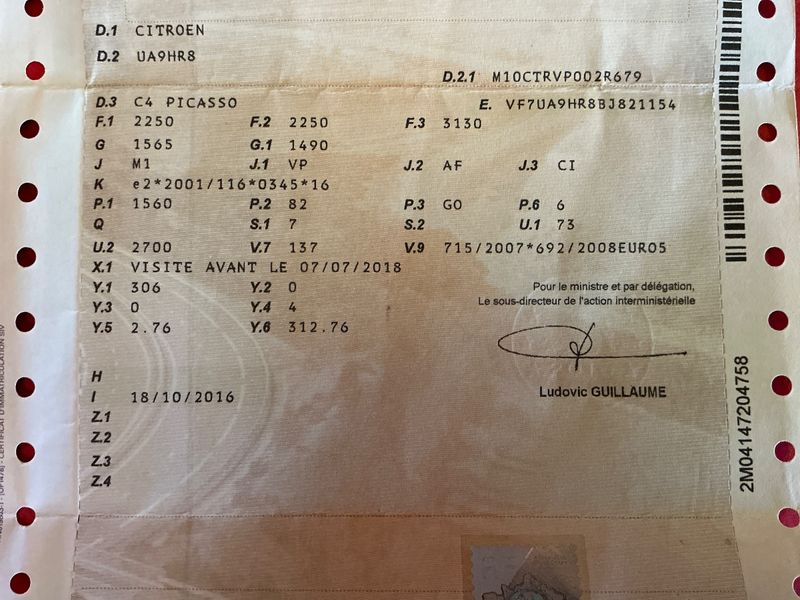 D.1 CITROEN
D.2 UA9HR8
D.2.1 M10CTRVP002R679
D.3 C4 PICASSO E. VF7UA9HR8BJ821154
F.1 2250 F.2 2250 F.3 3130
G 1565 G.1 1490
J M1 J.1 VP J.2 AF J.3 CI
K e2*2001/116*0345*16
P.1 1560 P.2 82 P.3 GO P.6 6
Q S.1 7 S.2 U.1 73
U.2 2700 V.7 137 V.9 715/2007*692/2008EURO5
X.1 VISITE AVANT LE 07/07/2018
Y.1 306 Y.2 0
Y.3 0 Y.4 4
Y.5 2.76 Y.6 312.76
Pour le ministre et par délégation,
Le sous-directeur de l'action interministérielle
Ludovic GUILLAUME
H
I 18/10/2016
Z.1
Z.2
Z.3
Z.4
2M04147204758
CERTIFICAT D'IMMATRICULATION SIV